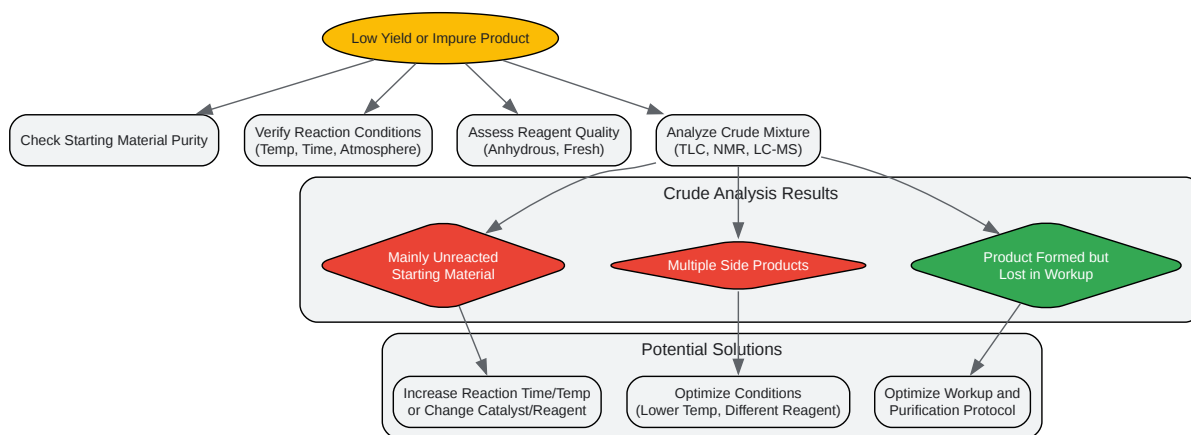 Low Yield or Impure Product
Check Starting Material Purity
Verify Reaction Conditions
(Temp, Time, Atmosphere)
Assess Reagent Quality
(Anhydrous, Fresh)
Analyze Crude Mixture
(TLC, NMR, LC-MS)
Crude Analysis Results
Mainly Unreacted
Starting Material
Multiple Side Products
Product Formed but
Lost in Workup
Potential Solutions
Increase Reaction Time/Temp
or Change Catalyst/Reagent
Optimize Conditions
(Lower Temp, Different Reagent)
Optimize Workup and
Purification Protocol